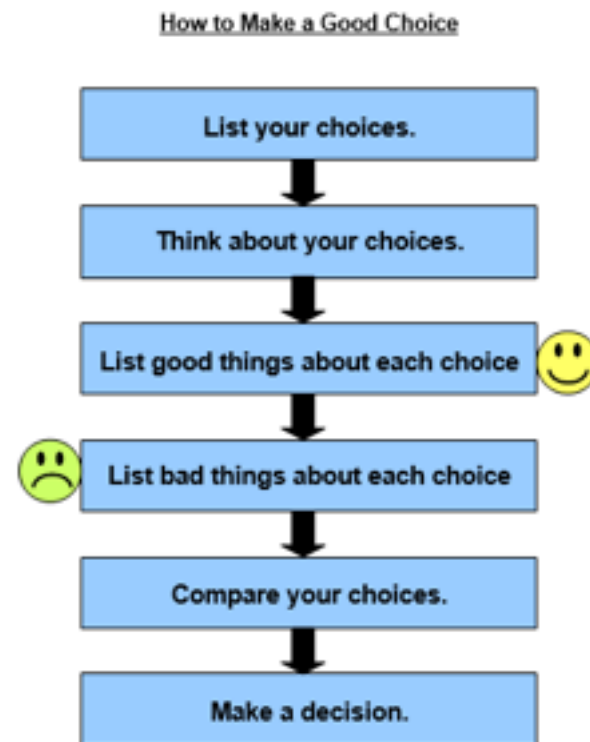 How to Make a Good Choice
List your choices.
Think about your choices.
List good things about each choice
List bad things about each choice
Compare your choices.
Make a decision.